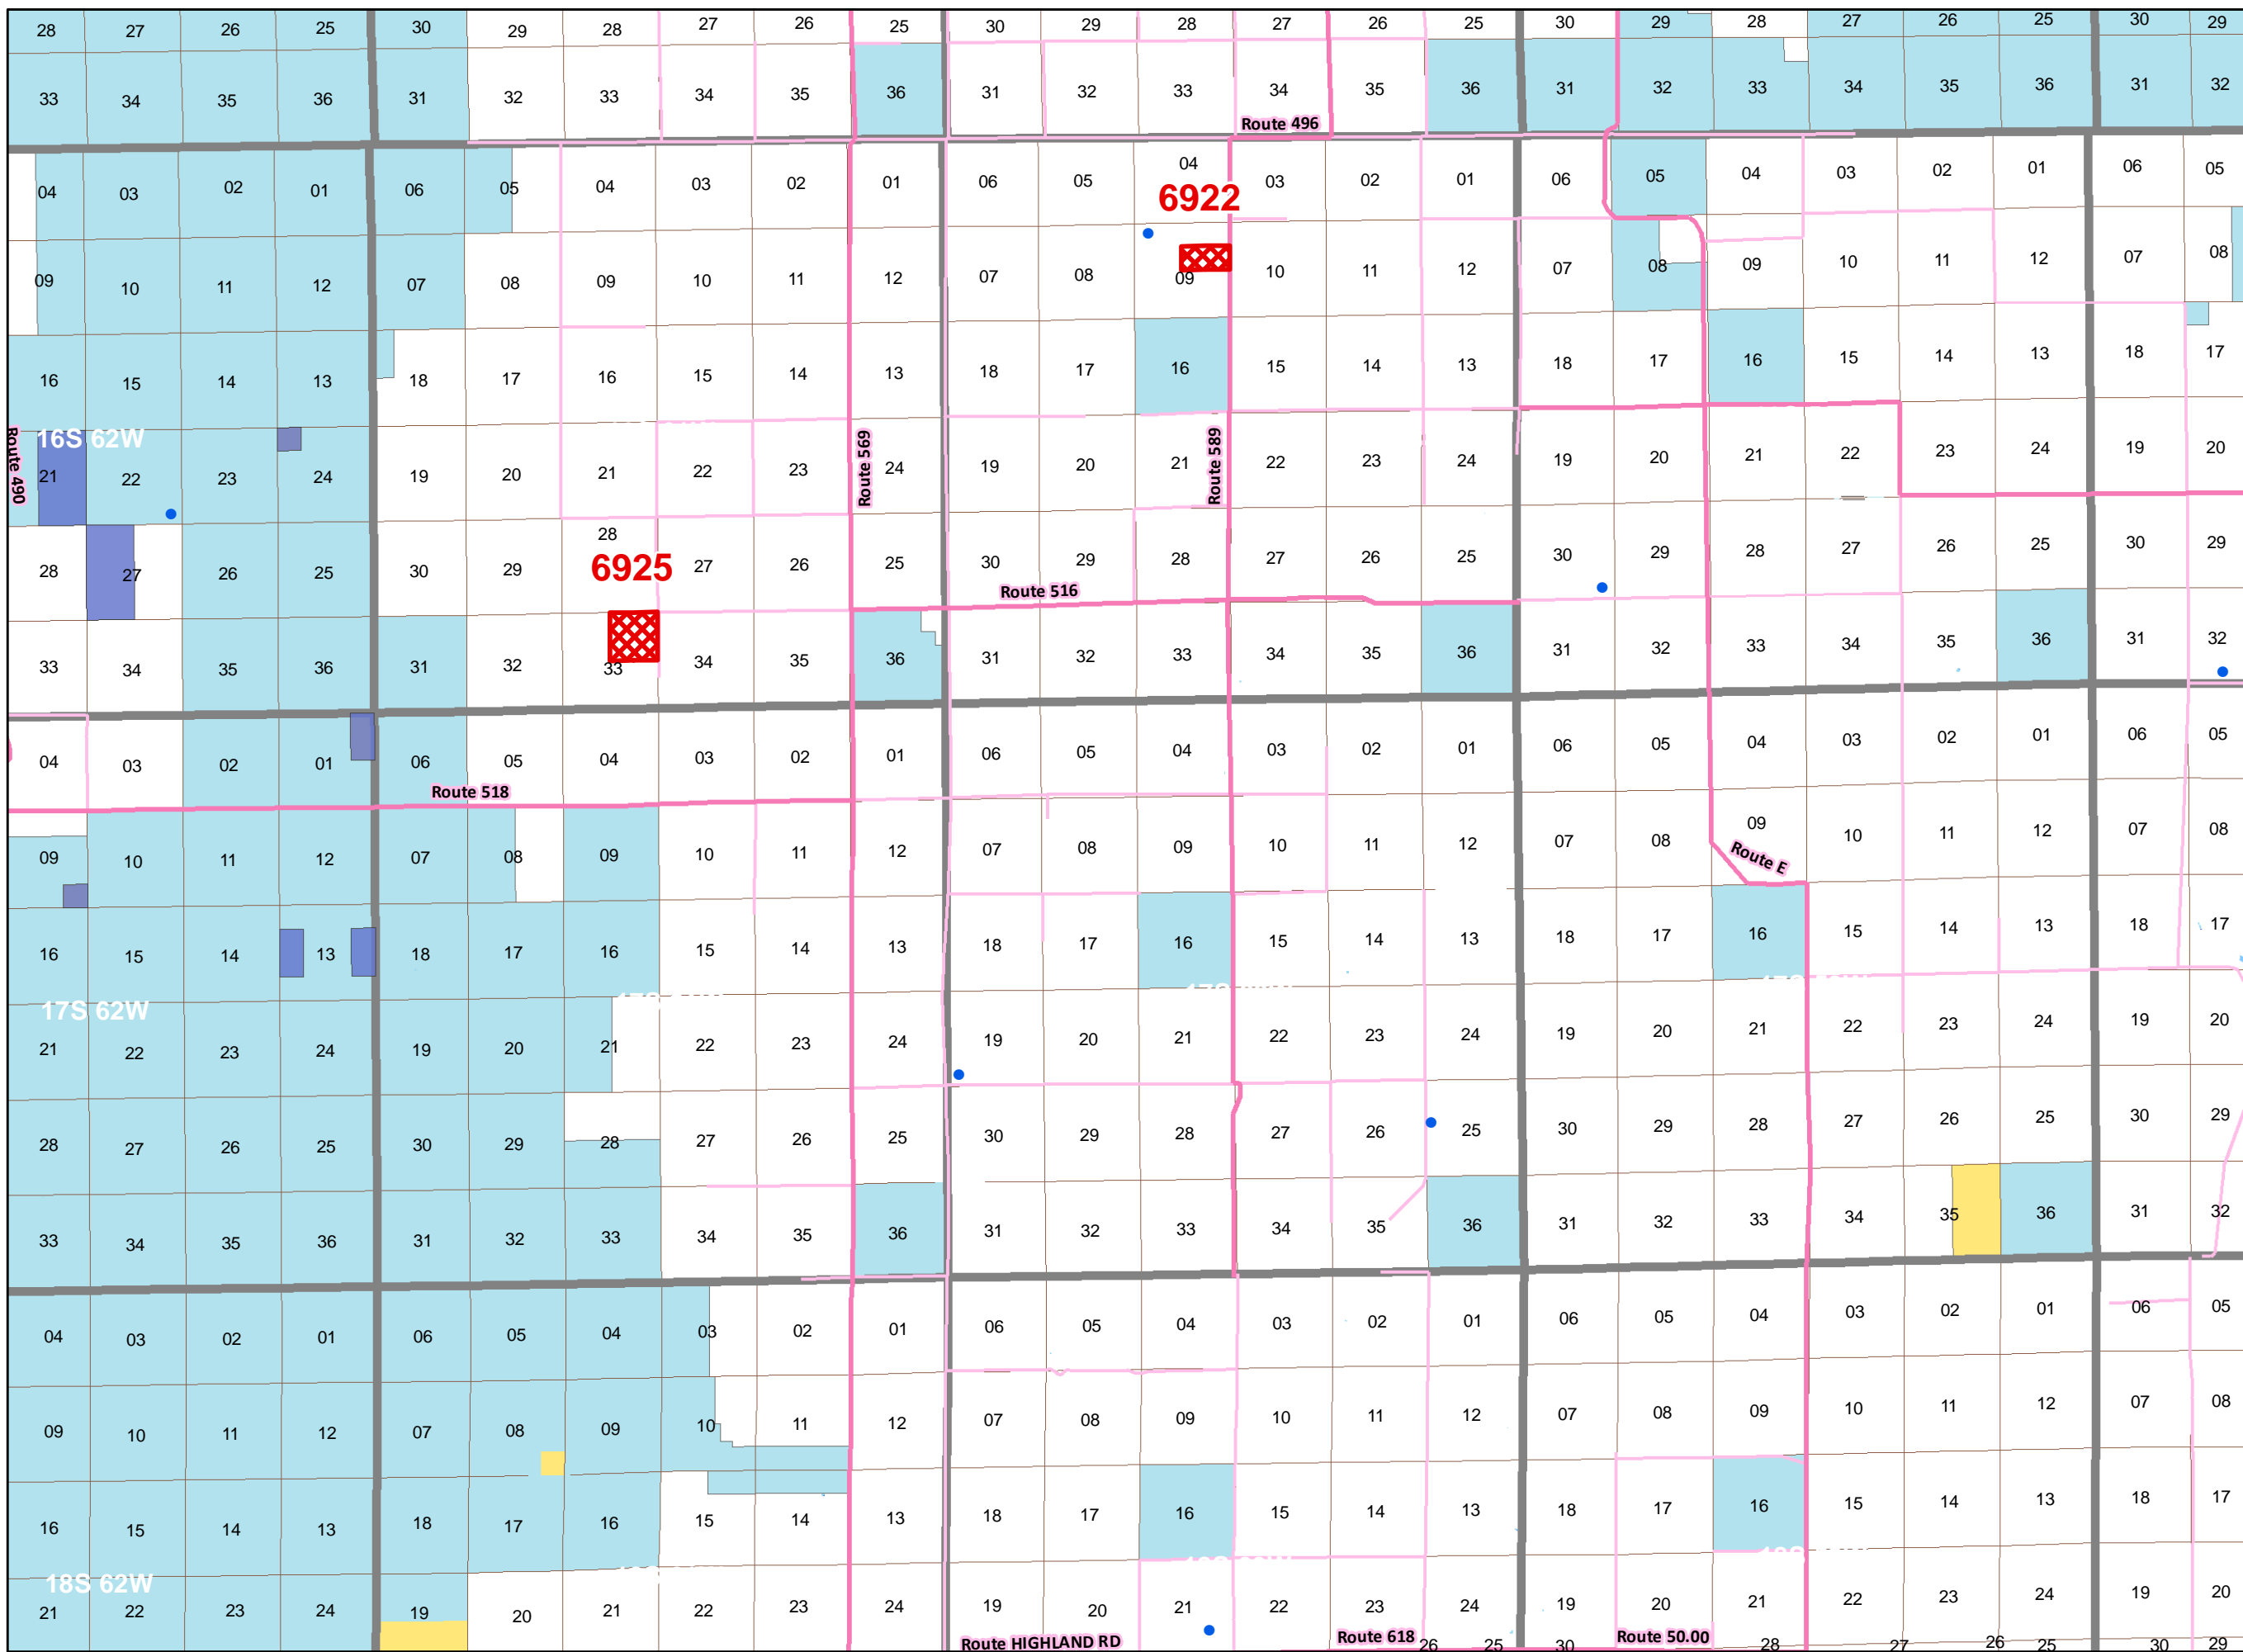 28 27 26 25 30 29 28 27 26 25 30 29 28 27 26 25 30 29 28 27 26 25 30 29
33 34 35 36 31 32 33 34 35 36 31 32 33 34 35 36 31 32 33 34 35 36 31 32
Route 496
04 03 02 01 06 05 04 03 02 01 06 05 04 03 02 01 06 05 04 03 02 01 06 05
6922
09 10 11 12 07 08 09 10 11 12 07 08 09 10 11 12 07 08 09 10 11 12 07 08
16 15 14 13 18 17 16 15 14 13 18 17 16 15 14 13 18 17 16 15 14 13 18 17
16S 62W
Route 490
Route 569
Route 589
21 22 23 24 19 20 21 22 23 24 19 20 21 22 23 24 19 20 21 22 23 24 19 20
28 27 26 25 30 29 28 27 26 25 30 29 28 27 26 25 30 29 28 27 26 25 30 29
6925
Route 516
33 34 35 36 31 32 33 34 35 36 31 32 33 34 35 36 31 32 33 34 35 36 31 32
04 03 02 01 06 05 04 03 02 01 06 05 04 03 02 01 06 05 04 03 02 01 06 05
Route 518
09 10 11 12 07 08 09 10 11 12 07 08 09 10 11 12 07 08 09 10 11 12 07 08
Route E
16 15 14 13 18 17 16 15 14 13 18 17 16 15 14 13 18 17 16 15 14 13 18 17
17S 62W
21 22 23 24 19 20 21 22 23 24 19 20 21 22 23 24 19 20 21 22 23 24 19 20
28 27 26 25 30 29 28 27 26 25 30 29 28 27 26 25 30 29 28 27 26 25 30 29
33 34 35 36 31 32 33 34 35 36 31 32 33 34 35 36 31 32 33 34 35 36 31 32
04 03 02 01 06 05 04 03 02 01 06 05 04 03 02 01 06 05 04 03 02 01 06 05
09 10 11 12 07 08 09 10 11 12 07 08 09 10 11 12 07 08 09 10 11 12 07 08
16 15 14 13 18 17 16 15 14 13 18 17 16 15 14 13 18 17 16 15 14 13 18 17
18S 62W
21 22 23 24 19 20 21 22 23 24 19 20 21 22 23 24 19 20 21 22 23 24 19 20
Route HIGHLAND RD
Route 618
Route 50.00
26 25 30 28 27 26 25 30 29